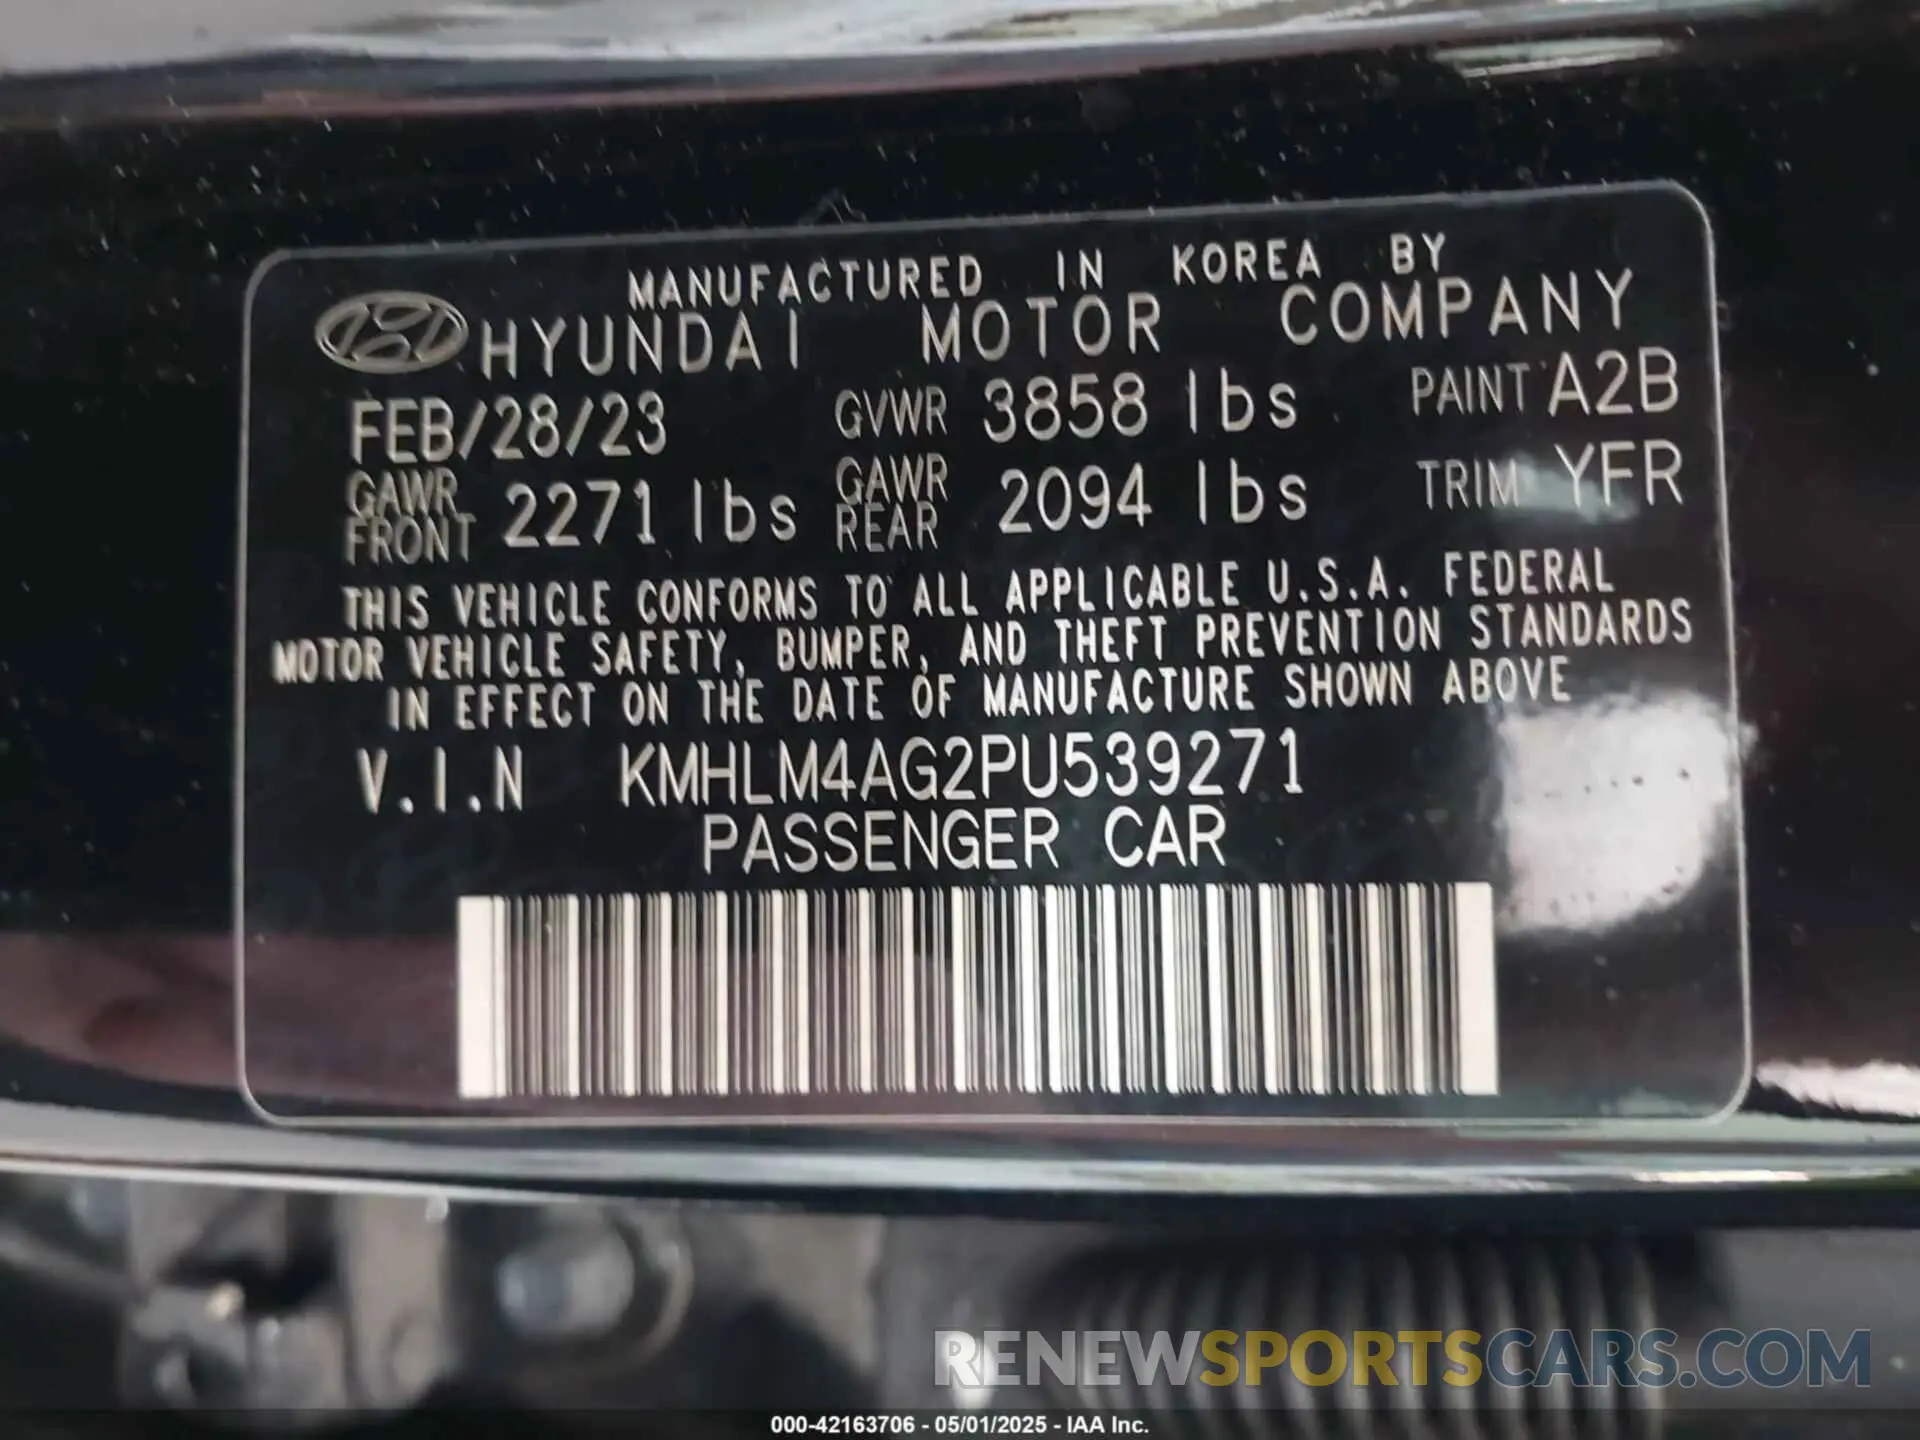 MANUFACTURED IN KOREA BY
HYUNDAI MOTOR COMPANY
FEB/28/23 GVWR 3858 lbs PAINT A2B
GAWR FRONT 2271 lbs GAWR REAR 2094 lbs TRIM YFR
THIS VEHICLE CONFORMS TO ALL APPLICABLE U.S.A. FEDERAL
MOTOR VEHICLE SAFETY, BUMPER, AND THEFT PREVENTION STANDARDS
IN EFFECT ON THE DATE OF MANUFACTURE SHOWN ABOVE
V.I.N KMHLM4AG2PU539271
PASSENGER CAR
RENEWSPORTSCARS.COM
000-42163706 - 05/01/2025 - IAA Inc.